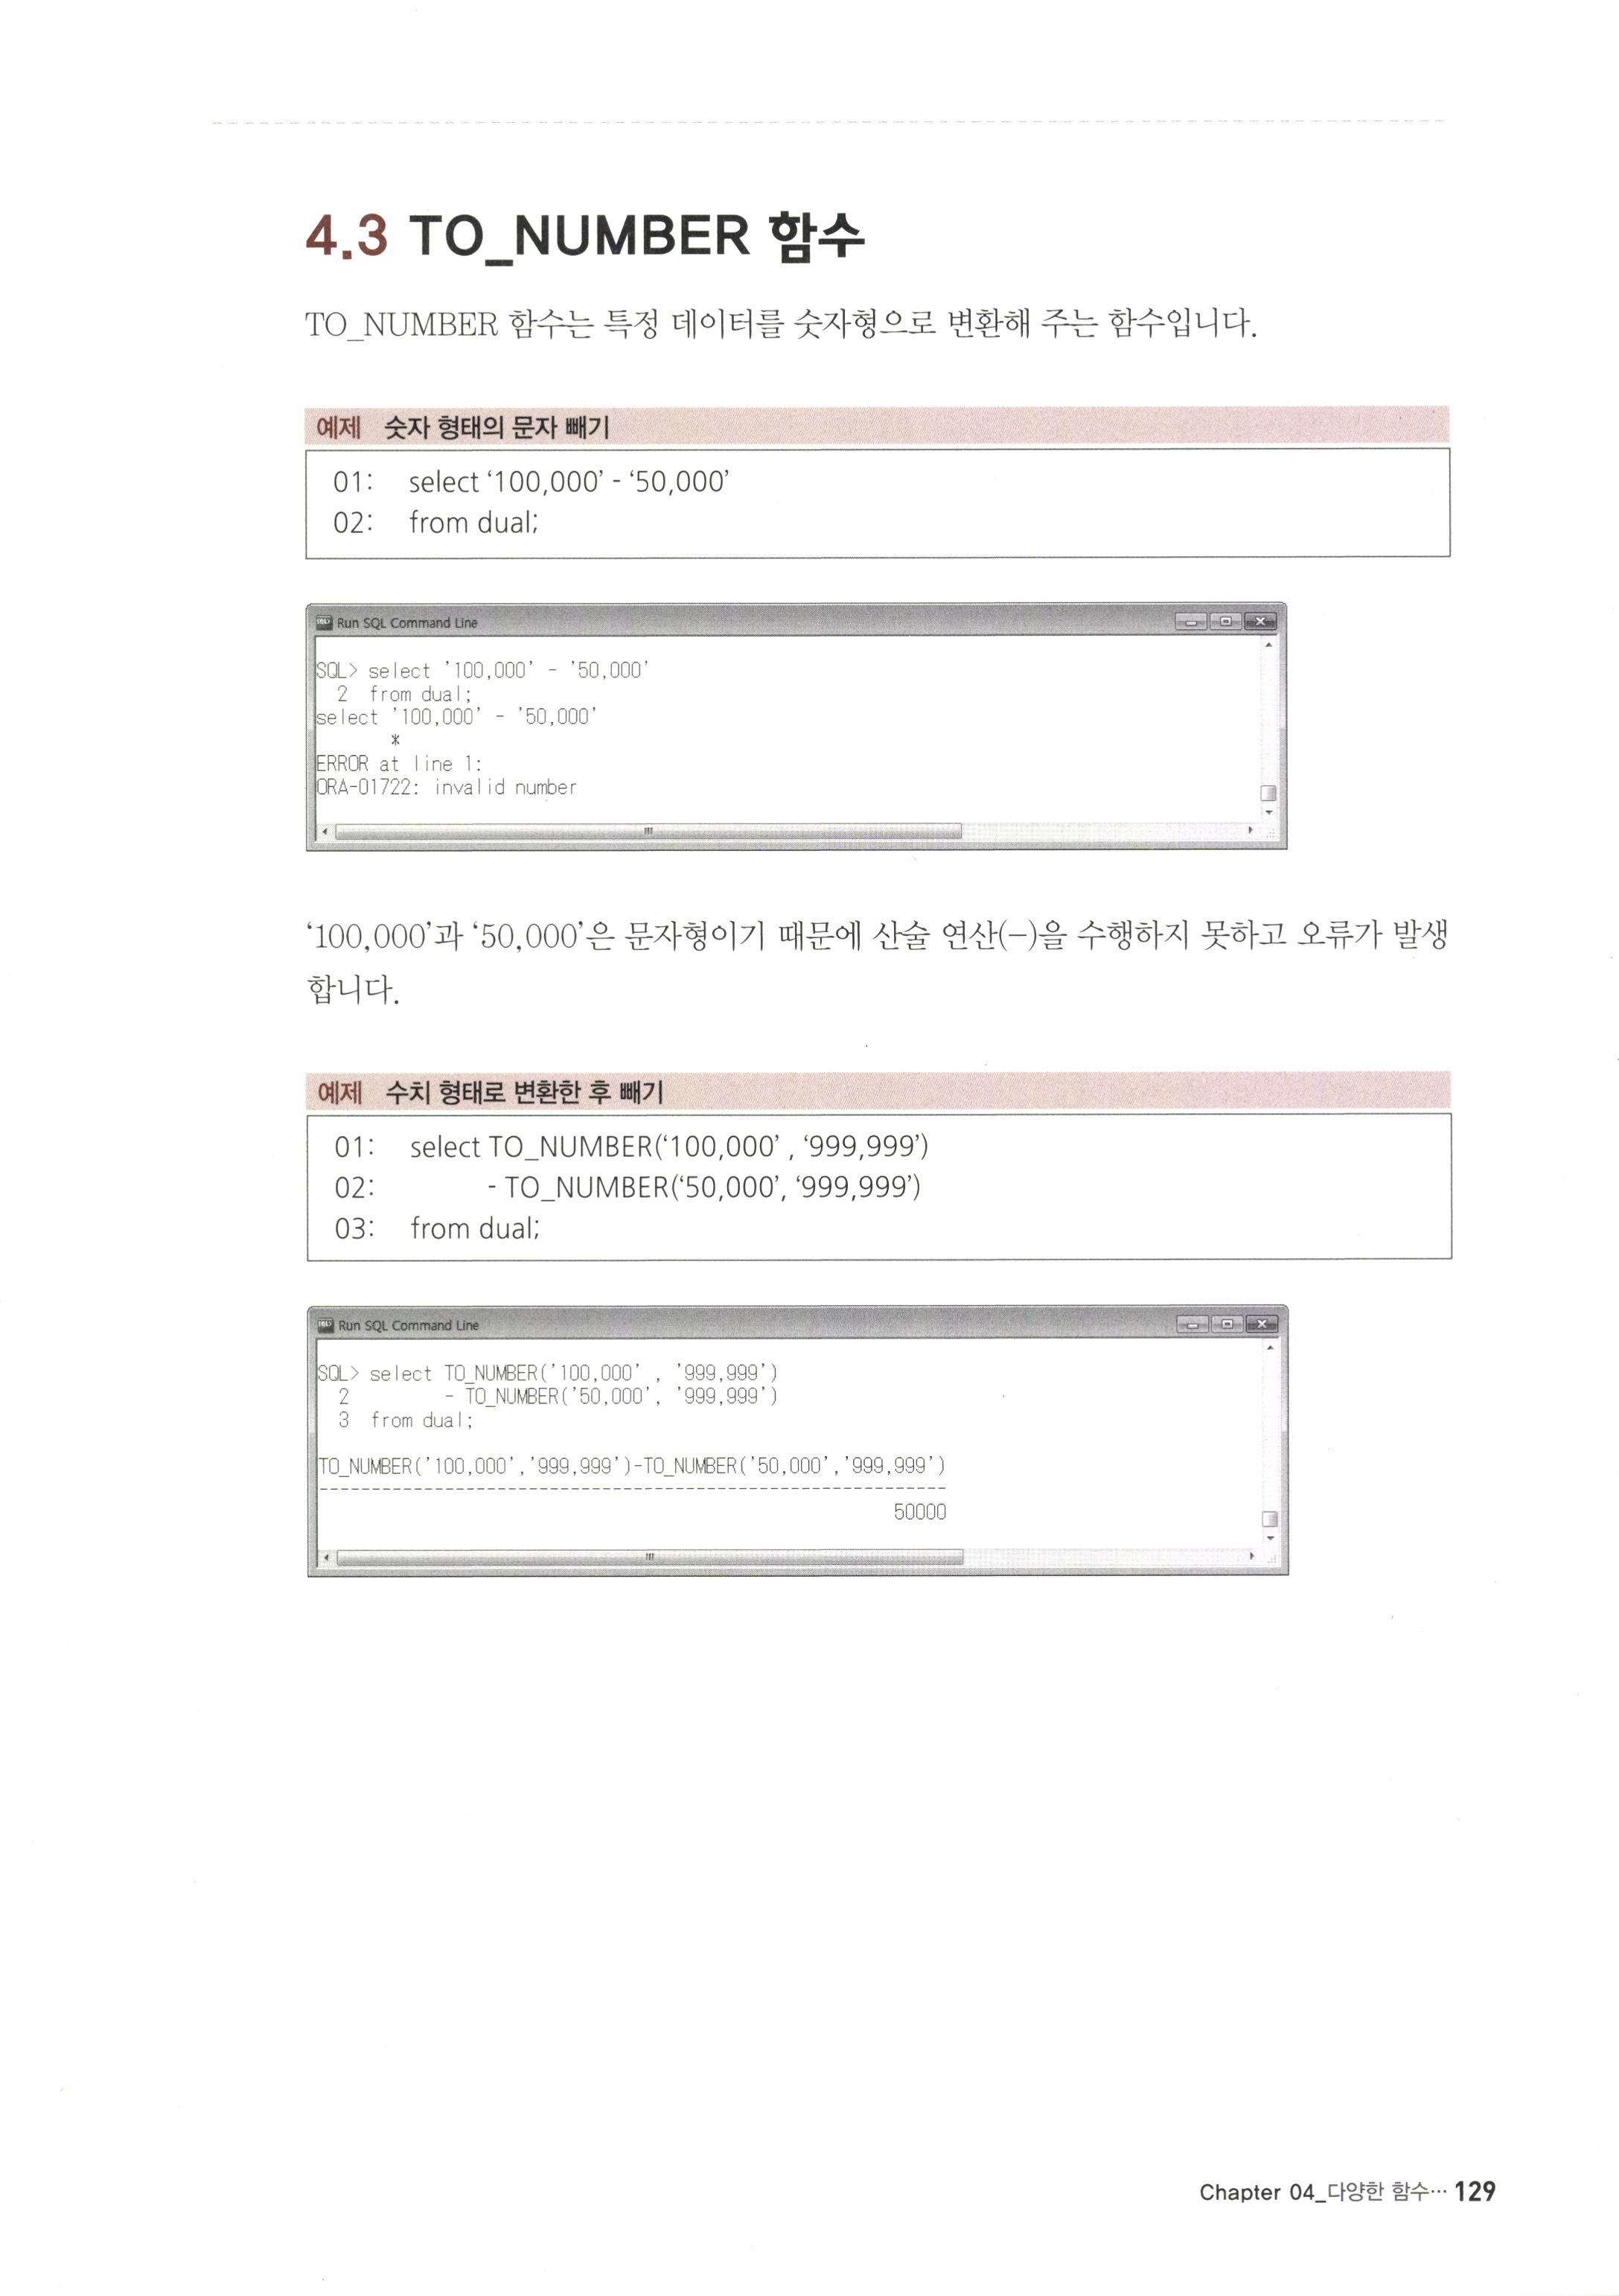 4.3 TO_NUMBER 함수
TO_NUMBER 함수는 특정 데이터를 숫자형으로 변환해 주는 함수입니다.
예제 숫자 형태의 문자 빼기
01: select ‘100,000’ - ‘50,000’
02: from dual;
Run SQL Command Line
SQL> select '100,000' - '50,000'
2 from dual;
select '100,000' - '50,000'
*
ERROR at line 1:
ORA-01722: invalid number
‘100,000’과 ‘50,000’은 문자형이기 때문에 산술 연산(-)을 수행하지 못하고 오류가 발생
합니다.
예제 수치 형태로 변환한 후 빼기
01: select TO_NUMBER(‘100,000’ , ‘999,999’)
02: - TO_NUMBER(‘50,000’, ‘999,999’)
03: from dual;
Run SQL Command Line
SQL> select TO_NUMBER('100,000' , '999,999')
2 - TO_NUMBER('50,000', '999,999')
3 from dual;
TO_NUMBER('100,000','999,999')-TO_NUMBER('50,000','999,999')
------------------------------------------------------------
50000
Chapter 04_다양한 함수… 129